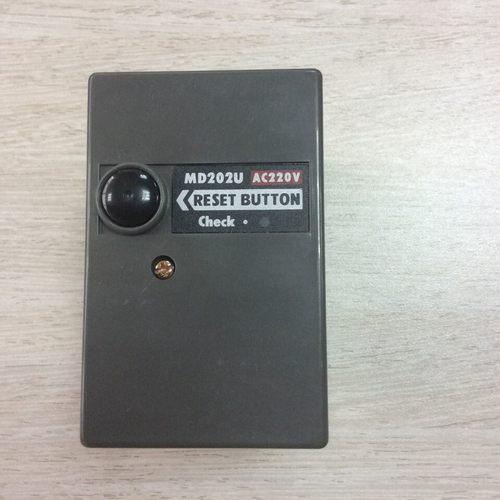 MD202U AC220V
RESET BUTTON
Check